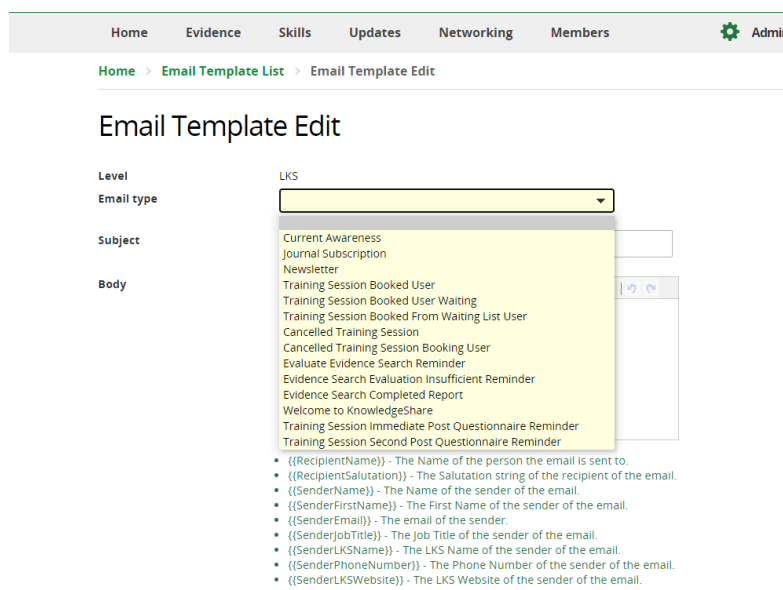 Home Evidence Skills Updates Networking Members
Home > Email Template List > Email Template Edit
Email Template Edit
Level LKS
Email type
Subject
Body
Current Awareness
Journal Subscription
Newsletter
Training Session Booked User
Training Session Booked User Waiting
Training Session Booked From Waiting List User
Cancelled Training Session
Cancelled Training Session Booking User
Evaluate Evidence Search Reminder
Evidence Search Evaluation Insufficient Reminder
Evidence Search Completed Report
Welcome to KnowledgeShare
Training Session Immediate Post Questionnaire Reminder
Training Session Second Post Questionnaire Reminder
• {{RecipientName}} - The Name of the person the email is sent to.
• {{RecipientSalutation}} - The Salutation string of the recipient of the email.
• {{SenderName}} - The Name of the sender of the email.
• {{SenderFirstName}} - The First Name of the sender of the email.
• {{SenderEmail}} - The email of the sender.
• {{SenderJobTitle}} - The Job Title of the sender of the email.
• {{SenderLKSName}} - The LKS Name of the sender of the email.
• {{SenderPhoneNumber}} - The Phone Number of the sender of the email.
• {{SenderLKSWebsite}} - The LKS Website of the sender of the email.